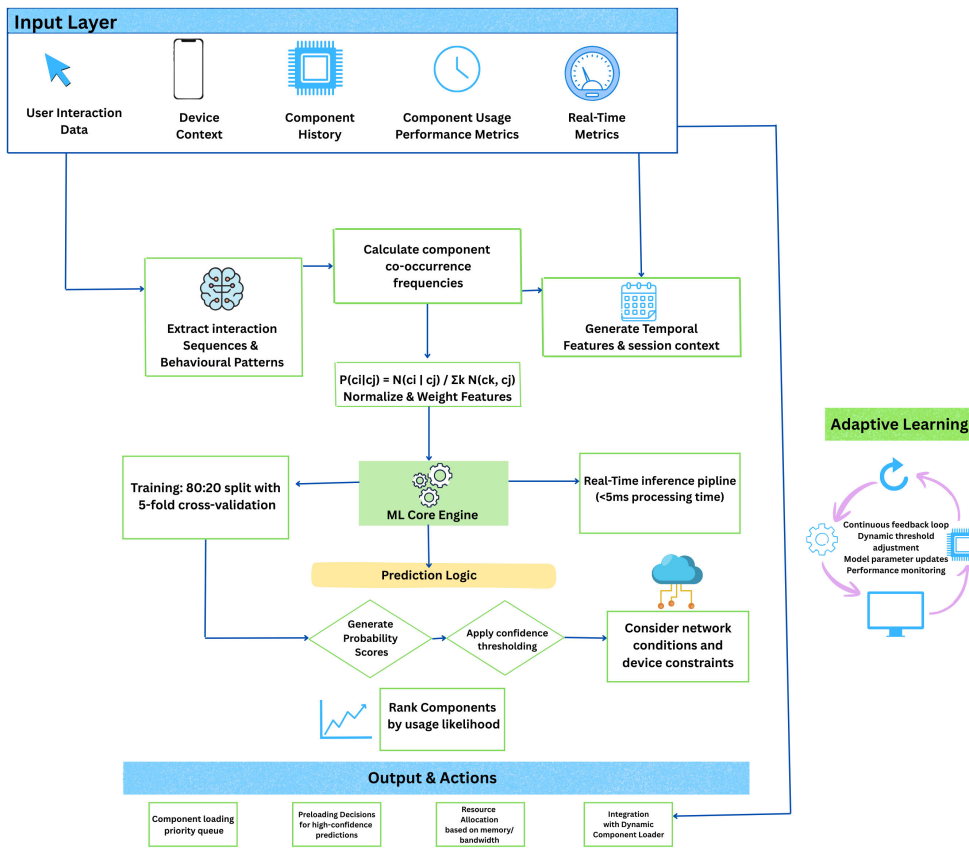 Input Layer
User Interaction
Data
Device
Context
Component
History
Component Usage
Performance Metrics
Real-Time
Metrics
Extract interaction
Sequences &
Behavioural Patterns
Calculate component
co-occurrence
frequencies
Generate Temporal
Features & session context
P(ci|cj) = N(ci | cj) / Σk N(ck, cj)
Normalize & Weight Features
Training: 80:20 split with
5-fold cross-validation
ML Core Engine
Real-Time inference pipline
(<5ms processing time)
Prediction Logic
Generate
Probability
Scores
Apply confidence
thresholding
Consider network
conditions and
device constraints
Rank Components
by usage likelihood
Adaptive Learning
Continuous feedback loop
Dynamic threshold
adjustment
Model parameter updates
Performance monitoring
Output & Actions
Component loading
priority queue
Preloading Decisions
for high-confidence
predictions
Resource
Allocation
based on memory/
bandwidth
Integration
with Dynamic
Component Loader